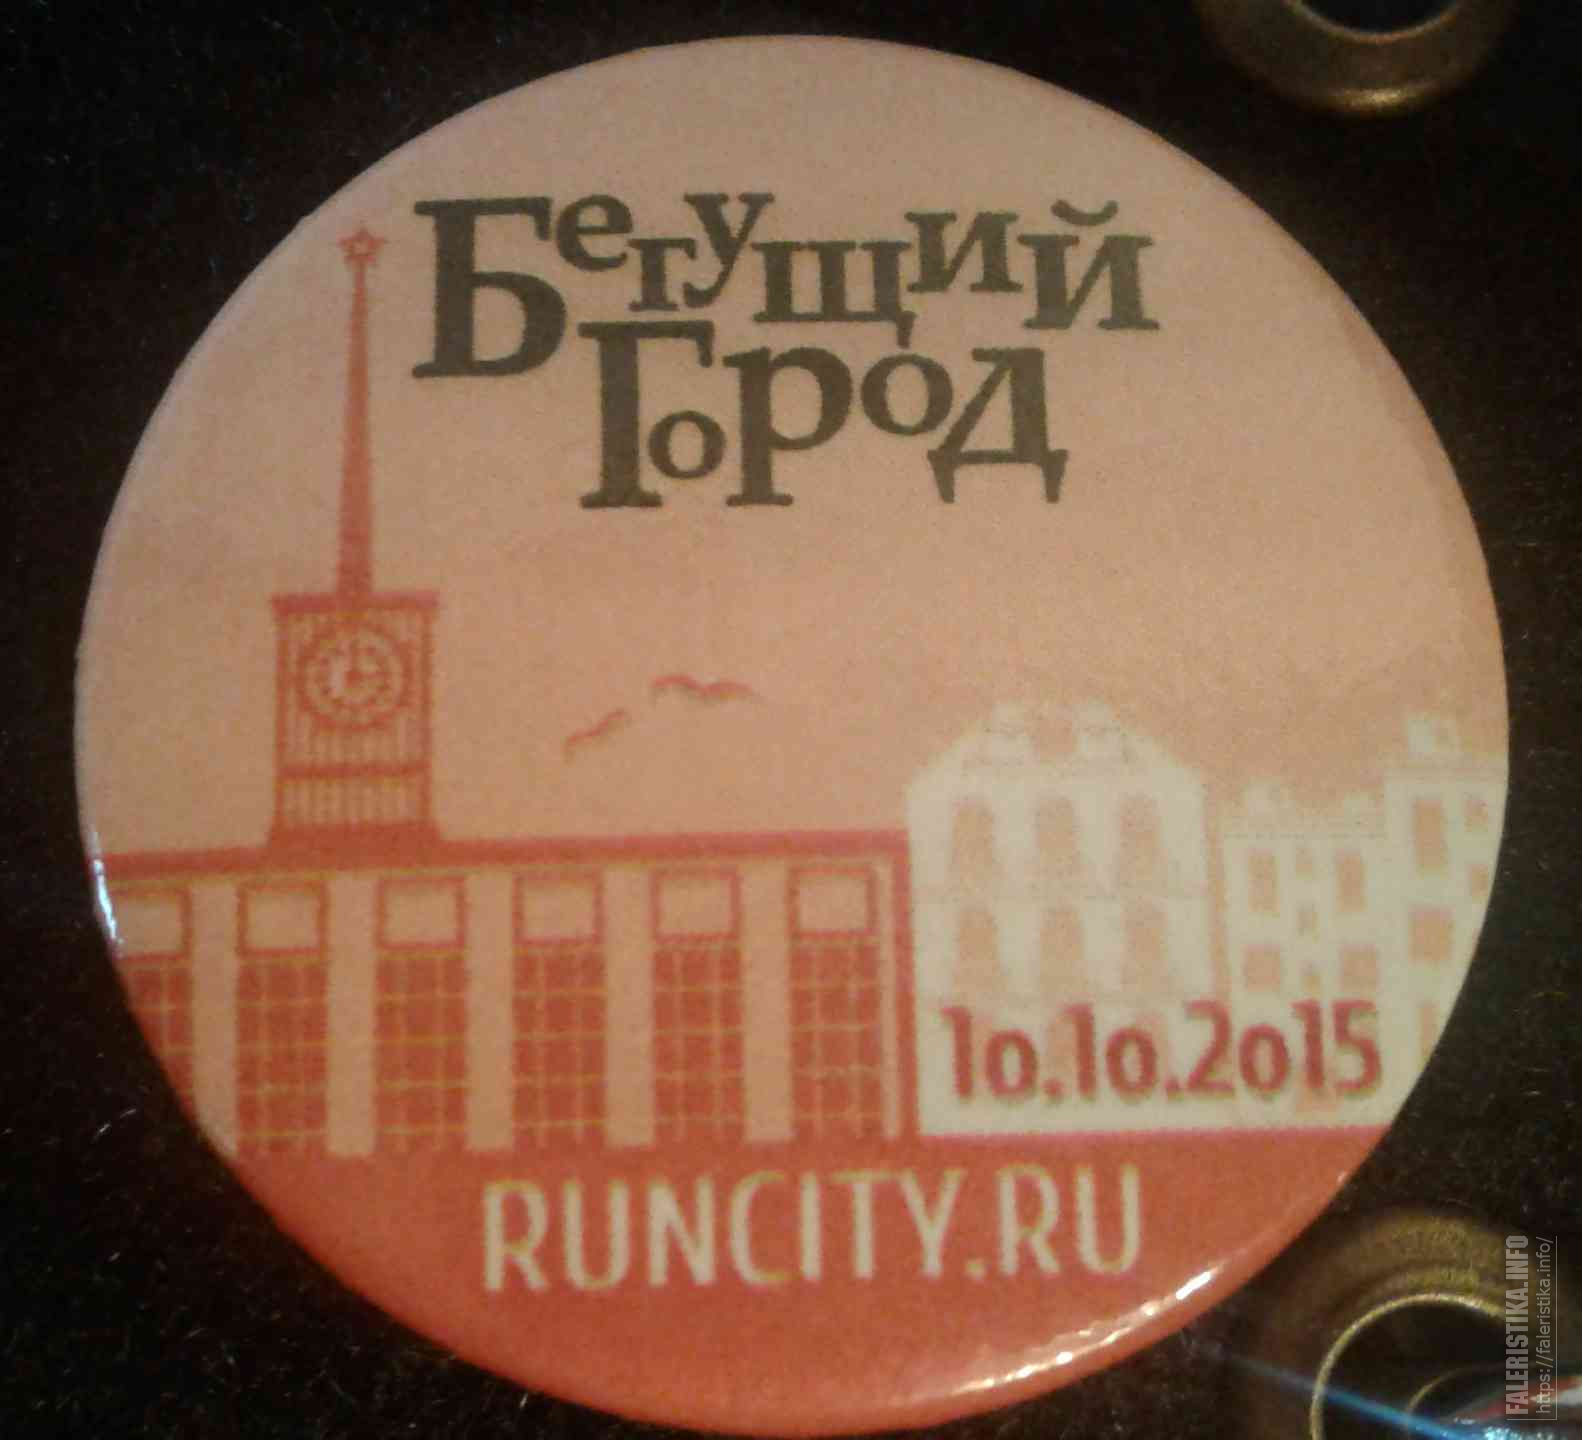 Бегущий
Город
10.10.2015
RUNCITY.RU
FALERISTIKA.INFO
https://faleristika.info/